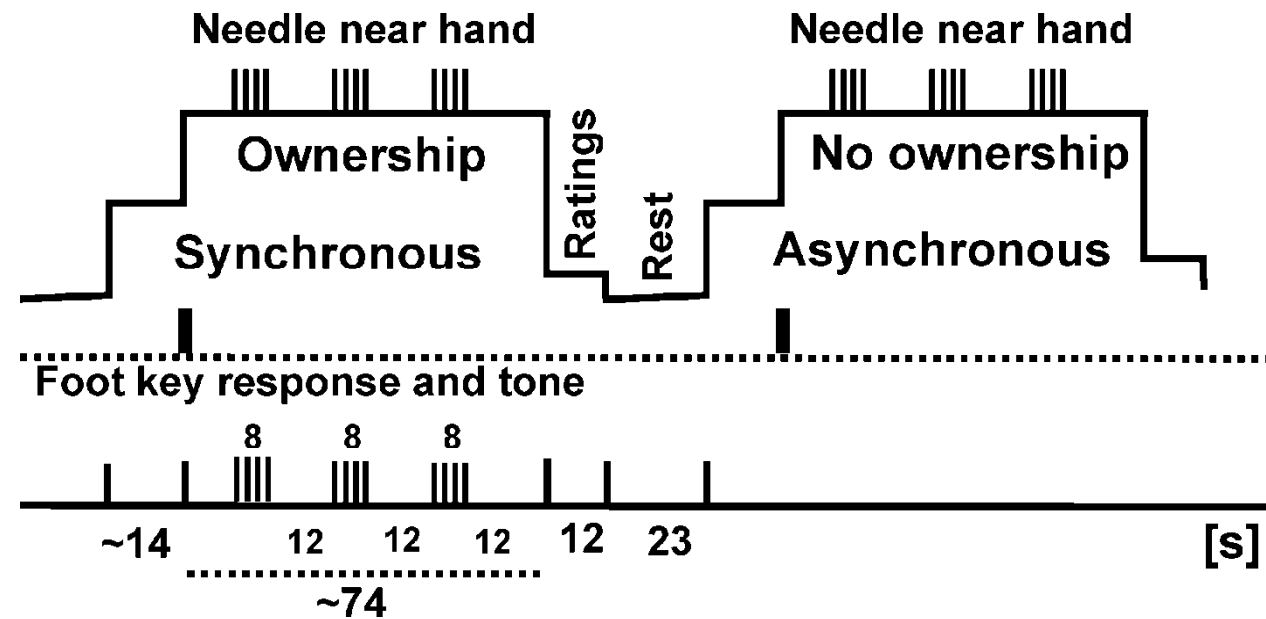 Needle near hand
Needle near hand
Ownership
Ratings
Rest
No ownership
Synchronous
Asynchronous
Foot key response and tone
8 8 8
~14 12 12 12 12 23 [s]
~74